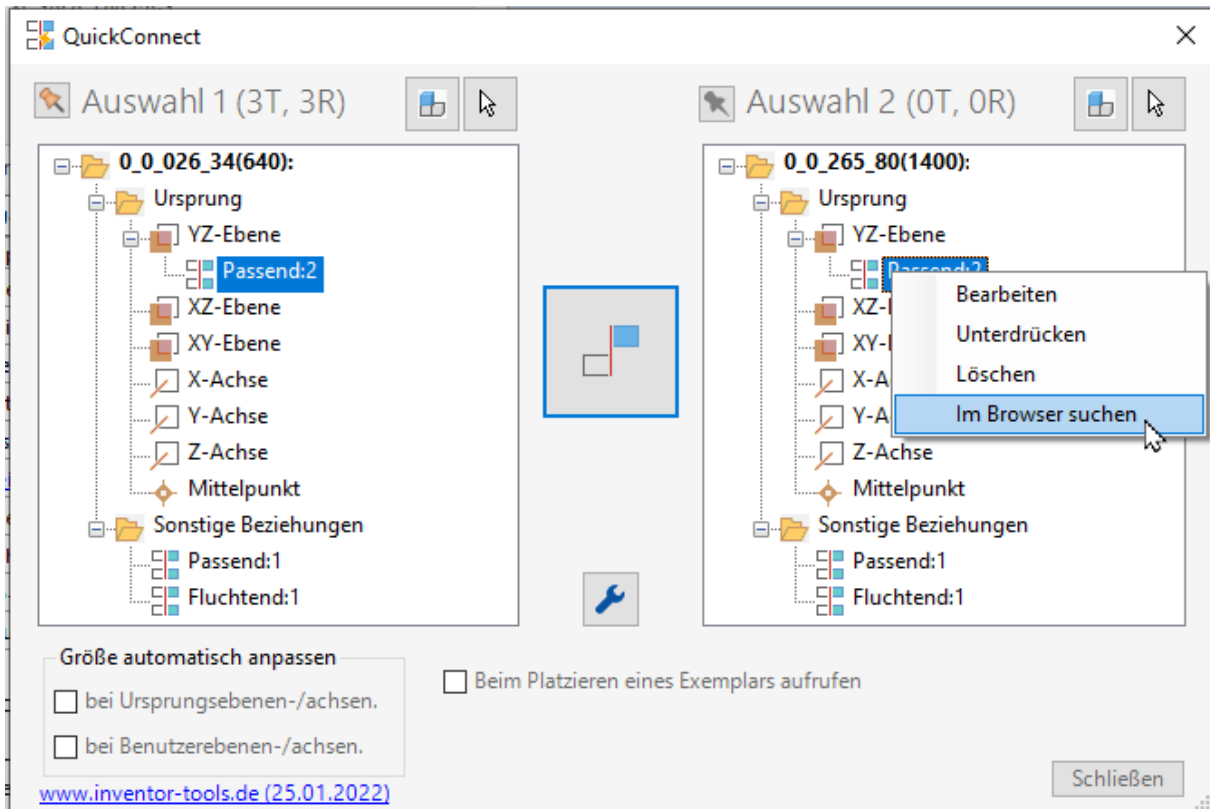 QuickConnect
Auswahl 1 (3T, 3R)
0_0_026_34(640):
Ursprung
YZ-Ebene
Passend:2
XZ-Ebene
XY-Ebene
X-Achse
Y-Achse
Z-Achse
Mittelpunkt
Sonstige Beziehungen
Passend:1
Fluchtend:1
Auswahl 2 (0T, 0R)
0_0_265_80(1400):
Ursprung
YZ-Ebene
Passend:2
XZ-
XY-
X-A
Y-A
Z-Achse
Mittelpunkt
Sonstige Beziehungen
Passend:1
Fluchtend:1
Bearbeiten
Unterdrücken
Löschen
Im Browser suchen
Größe automatisch anpassen
bei Ursprungsebenen-/achsen.
bei Benutzerebenen-/achsen.
Beim Platzieren eines Exemplars aufrufen
www.inventor-tools.de (25.01.2022)
Schließen